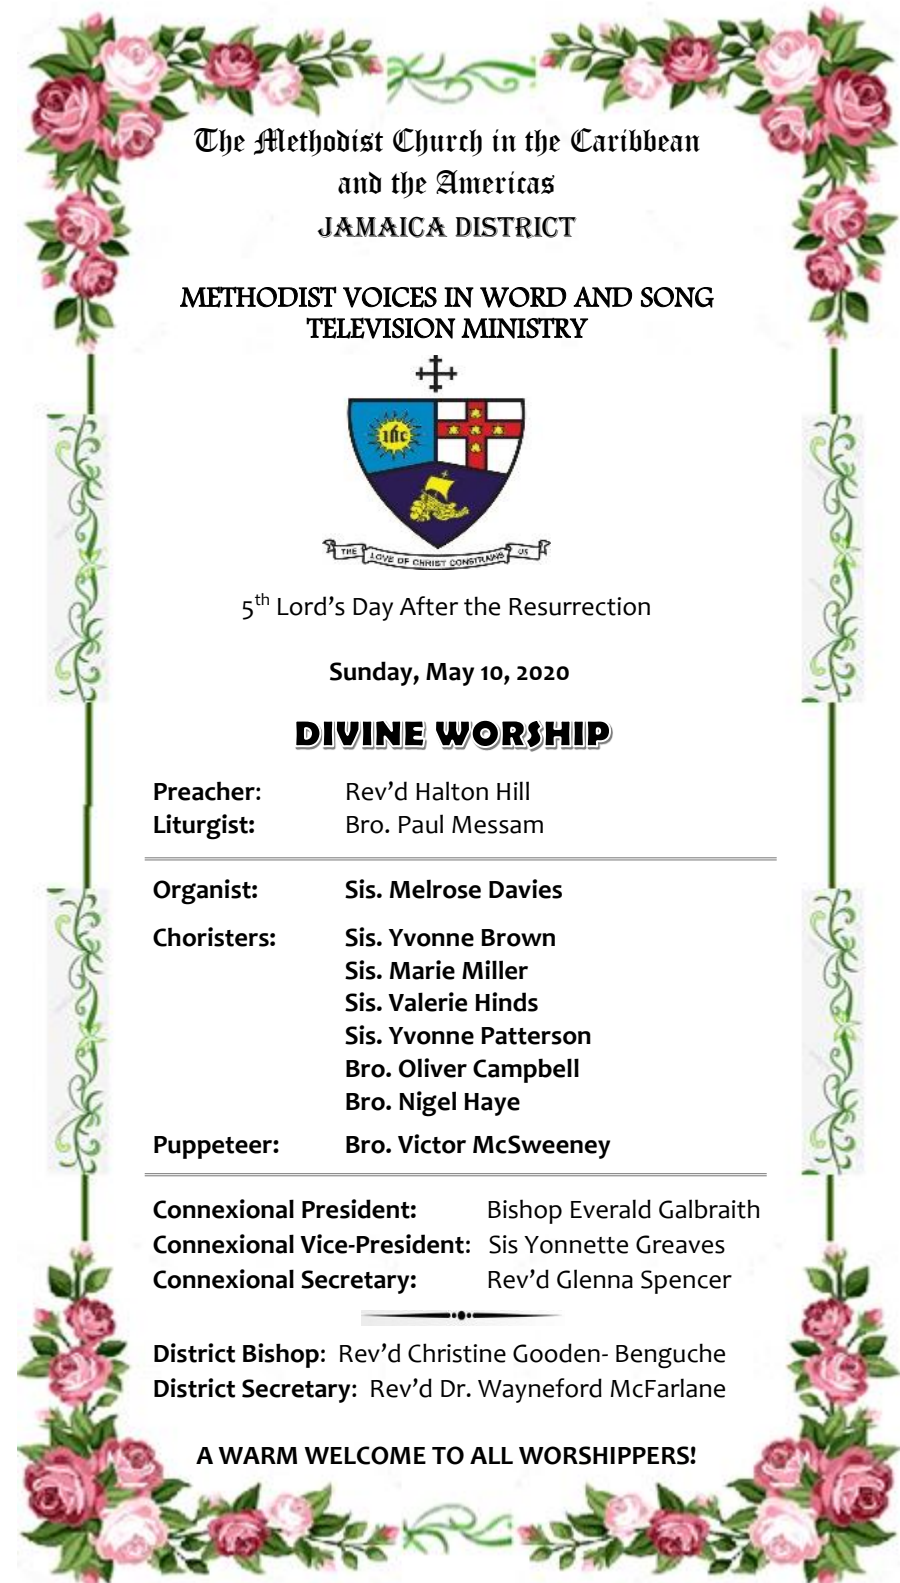 The Methodist Church in the Caribbean
and the Americas
JAMAICA DISTRICT
METHODIST VOICES IN WORD AND SONG
TELEVISION MINISTRY
ihc
THE LOVE OF CHRIST CONSTRAINS US
5th Lord's Day After the Resurrection
Sunday, May 10, 2020
DIVINE WORSHIP
Preacher: Rev'd Halton Hill
Liturgist: Bro. Paul Messam
Organist: Sis. Melrose Davies
Choristers: Sis. Yvonne Brown
Sis. Marie Miller
Sis. Valerie Hinds
Sis. Yvonne Patterson
Bro. Oliver Campbell
Bro. Nigel Haye
Puppeteer: Bro. Victor McSweeney
Connexional President: Bishop Everald Galbraith
Connexional Vice-President: Sis Yonnette Greaves
Connexional Secretary: Rev'd Glenna Spencer
District Bishop: Rev'd Christine Gooden- Benguche
District Secretary: Rev'd Dr. Wayneford McFarlane
A WARM WELCOME TO ALL WORSHIPPERS!